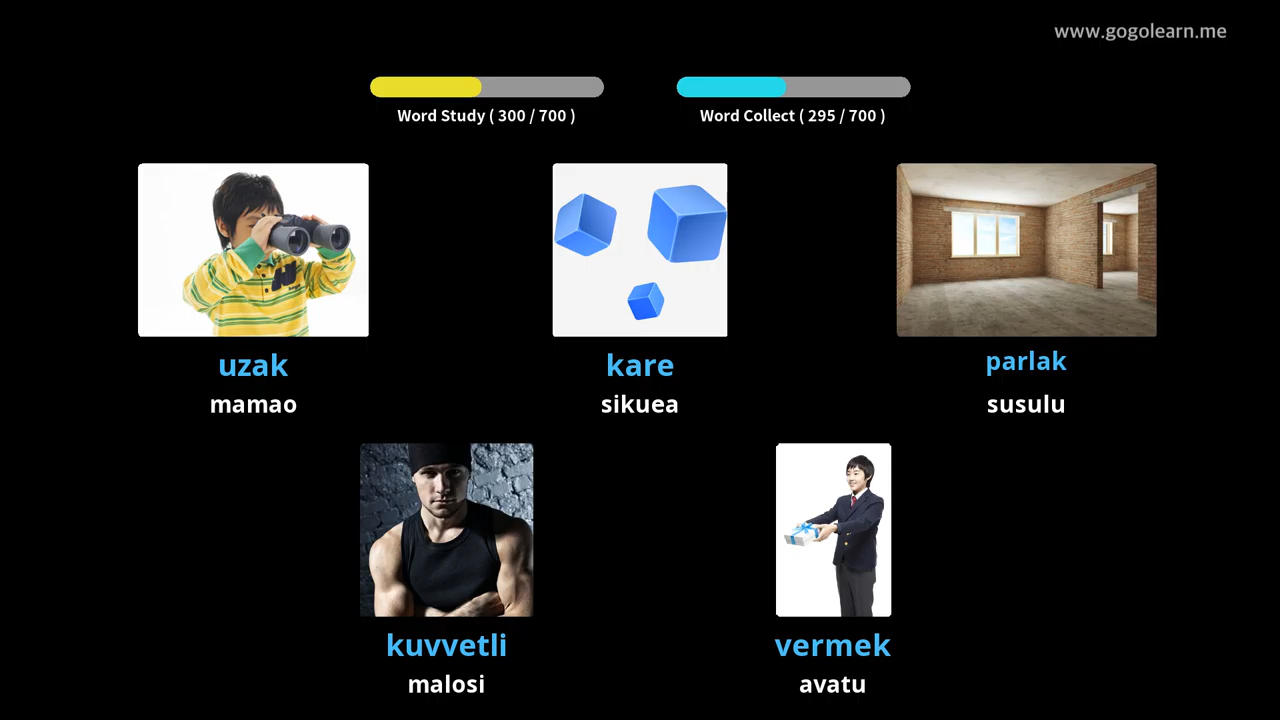 www.gogolearn.me
Word Study ( 300 / 700 )
Word Collect ( 295 / 700 )
uzak
mamao
kare
sikuea
parlak
susulu
kuvvetli
malosi
vermek
avatu